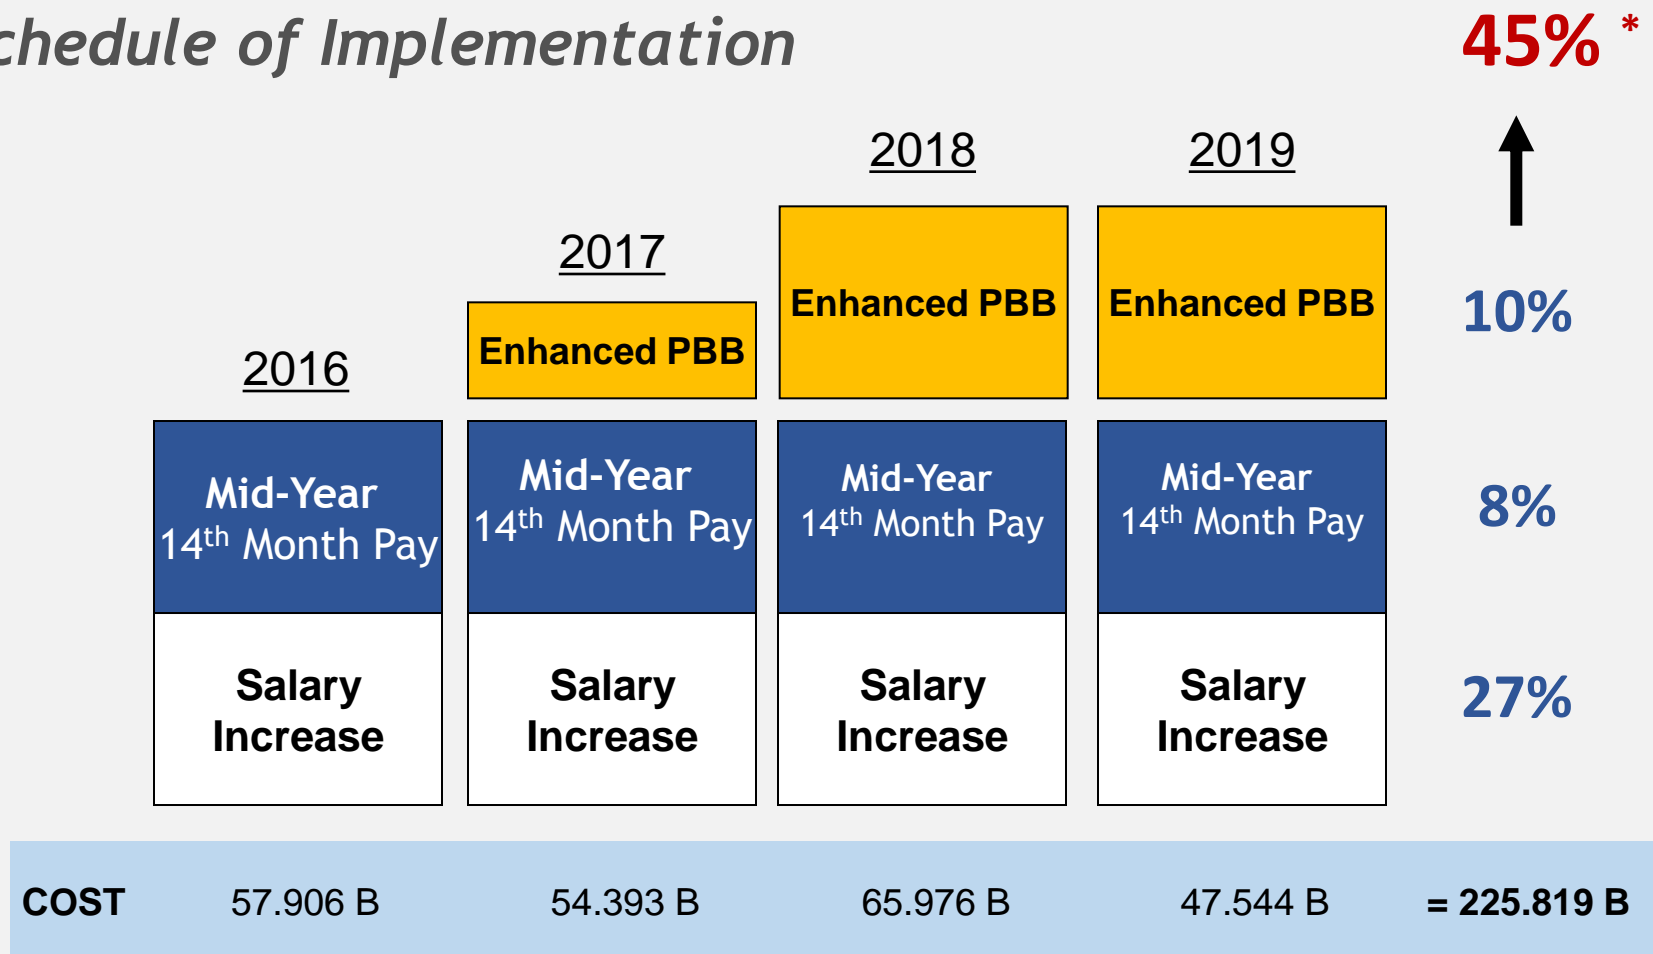 chedule of Implementation
45% *
2018
2019
2017
2016
Enhanced PBB
Enhanced PBB
Enhanced PBB
10%
Mid-Year
14th Month Pay
Mid-Year
14th Month Pay
Mid-Year
14th Month Pay
Mid-Year
14th Month Pay
8%
Salary
Increase
Salary
Increase
Salary
Increase
Salary
Increase
27%
COST 57.906 B 54.393 B 65.976 B 47.544 B = 225.819 B